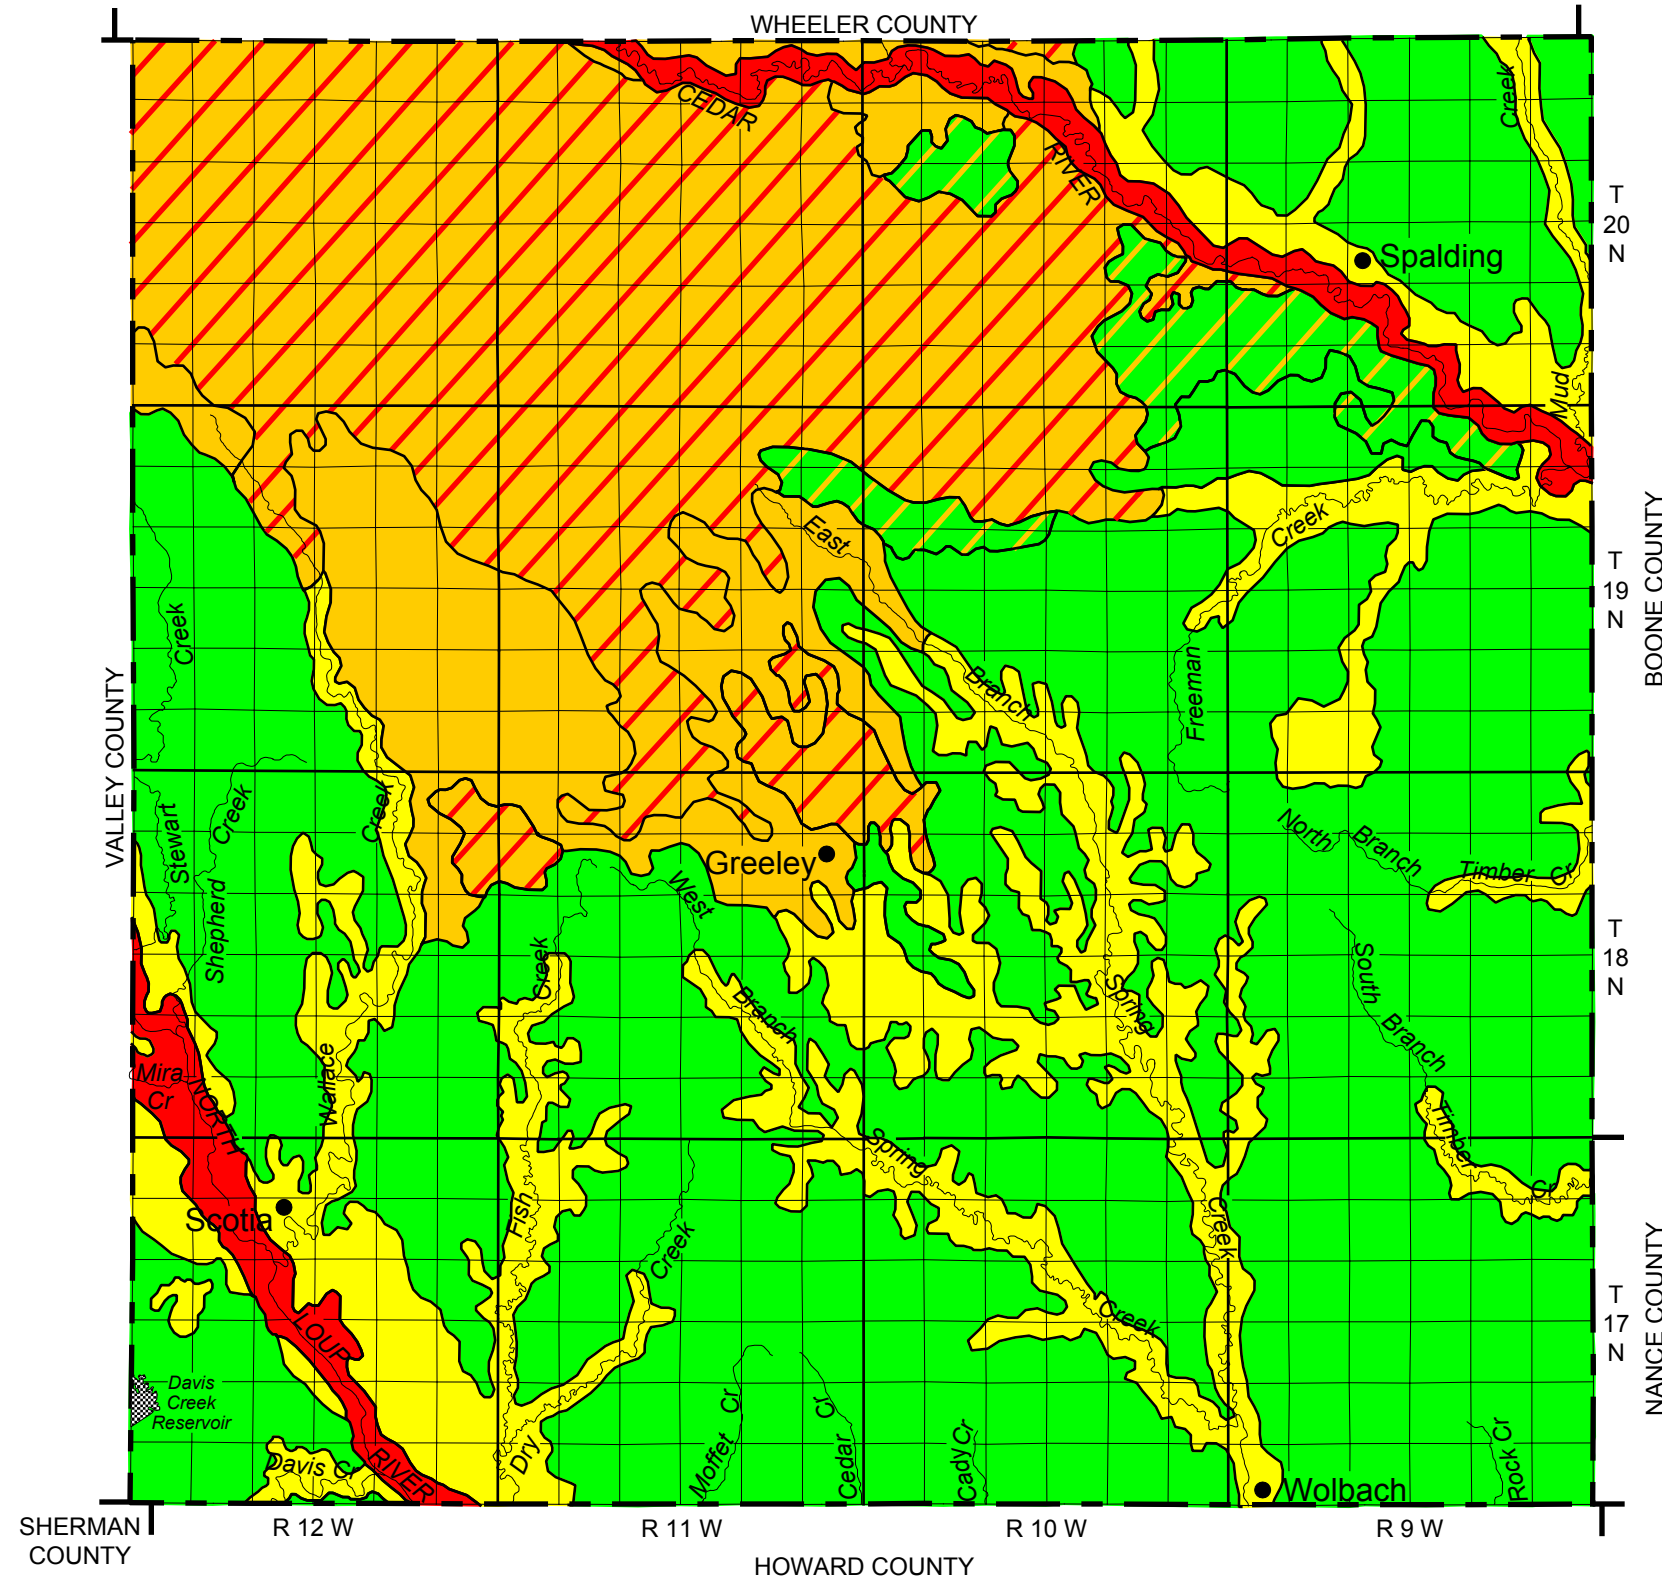 WHEELER COUNTY
CEDAR
RIVER
Creek
T
20
N
Spalding
Mud
East
Creek
BOONE COUNTY
T
19
N
Creek
Branch
Freeman
VALLEY COUNTY
Stewart
Creek
Creek
Greeley
North
Branch
Timber Cr
West
Shepherd
Creek
T
18
N
South
Branch
Spring
Branch
Wallace
Mira
Cr
NORTH
Timber
Cr
Spring
Scotia
Fish
Creek
Creek
Creek
NANCE COUNTY
T
17
N
LOUP
Davis
Creek
Reservoir
Moffet Cr
Cedar Cr
Cady Cr
Rock Cr
Dry
Davis Cr
RIVER
Wolbach
SHERMAN
COUNTY
R 12 W
R 11 W
R 10 W
R 9 W
HOWARD COUNTY